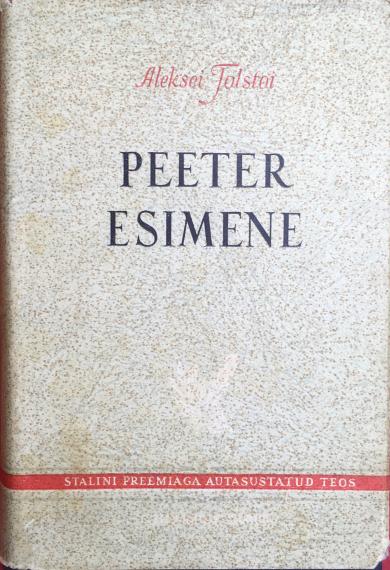 Aleksei Tolstoi
PEETER
ESIMENE
STALINI PREEMIAGA AUTASUSTATUD TEOS